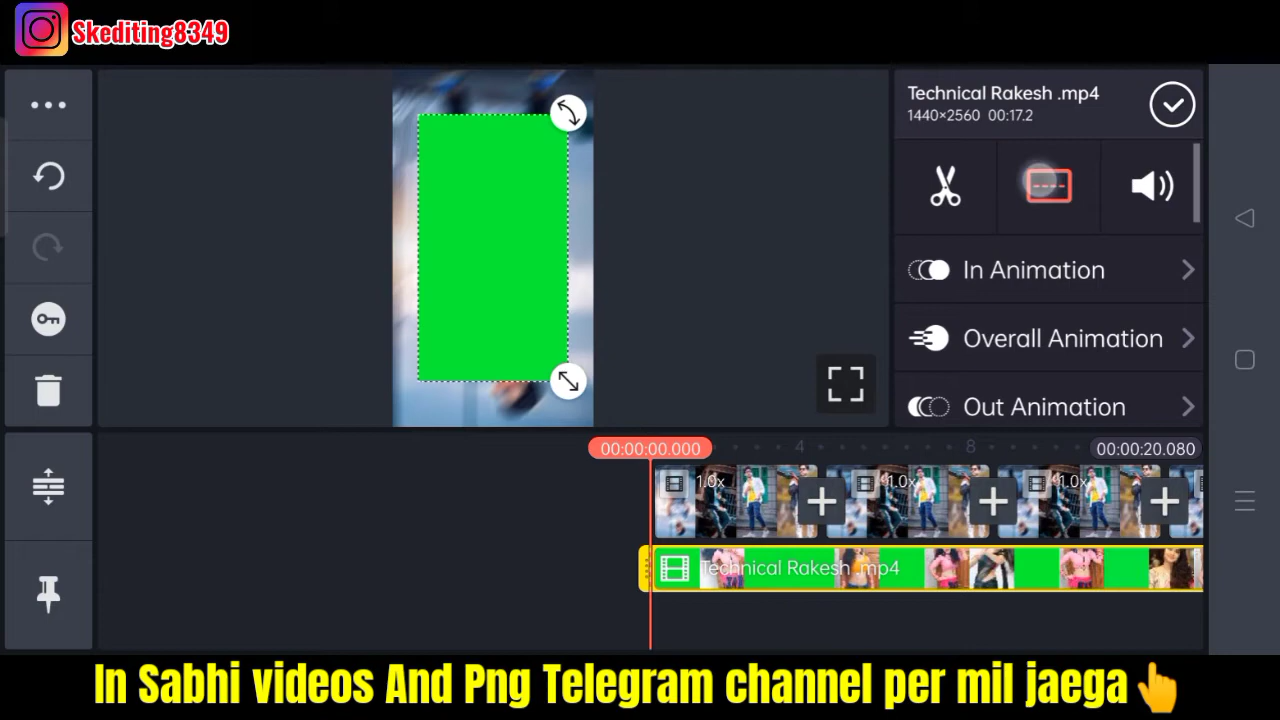 Skediting8349
Technical Rakesh .mp4
1440×2560 00:17.2
In Animation
Overall Animation
Out Animation
00:00:00.000
4
8
00:00:20.080
1.0x
1.0x
1.0x
Technical Rakesh .mp4
In Sabhi videos And Png Telegram channel per mil jaega👆